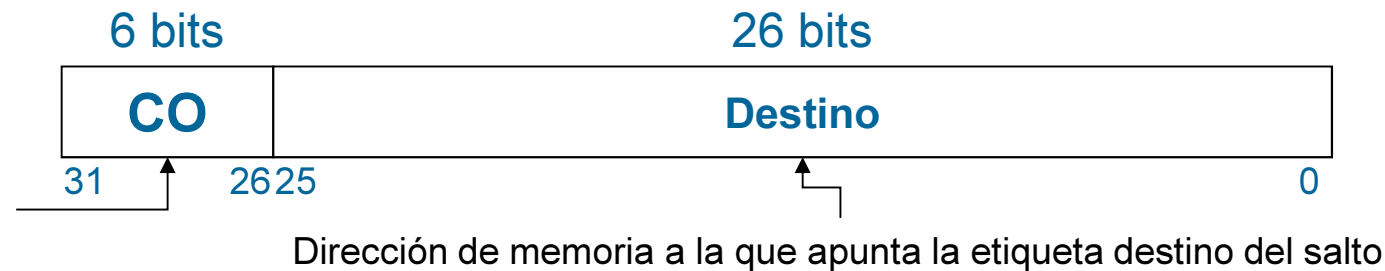 6 bits 26 bits
CO Destino
31 26 25 0
Dirección de memoria a la que apunta la etiqueta destino del salto